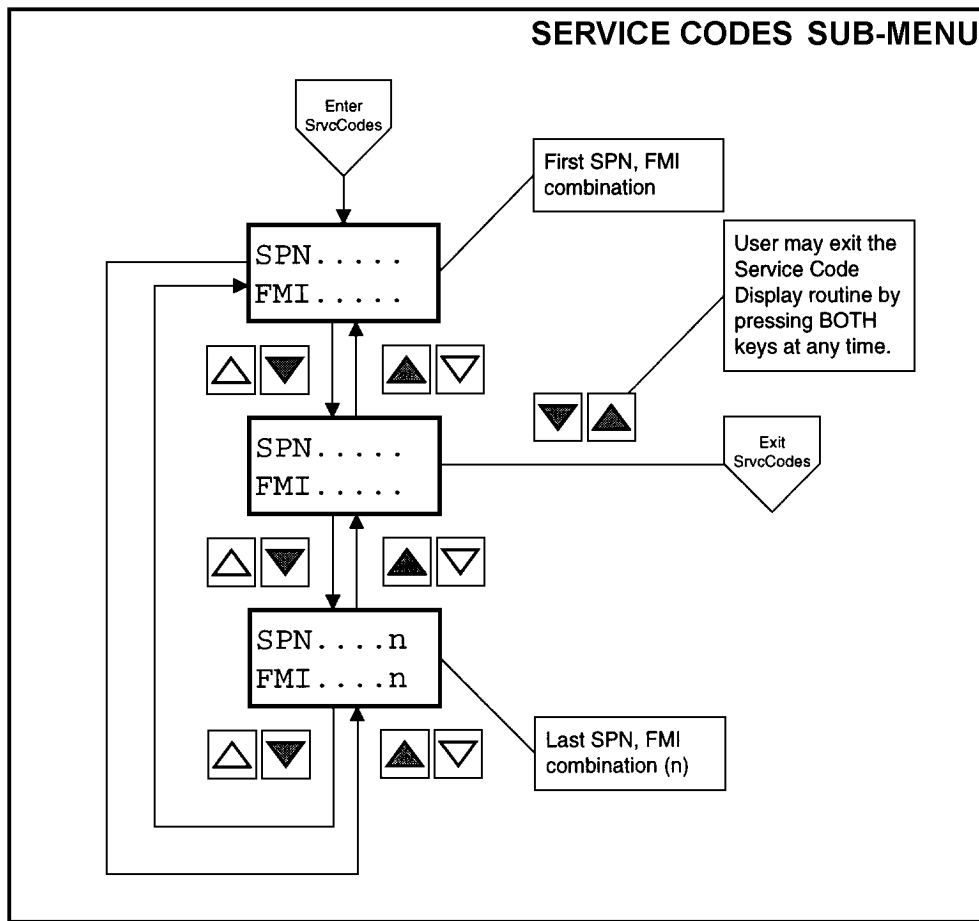 SERVICE CODES SUB-MENU
Enter
SrvcCodes
First SPN, FMI
combination
SPN.....
FMI.....
User may exit the
Service Code
Display routine by
pressing BOTH
keys at any time.
SPN.....
FMI.....
Exit
SrvcCodes
SPN....n
FMI....n
Last SPN, FMI
combination (n)